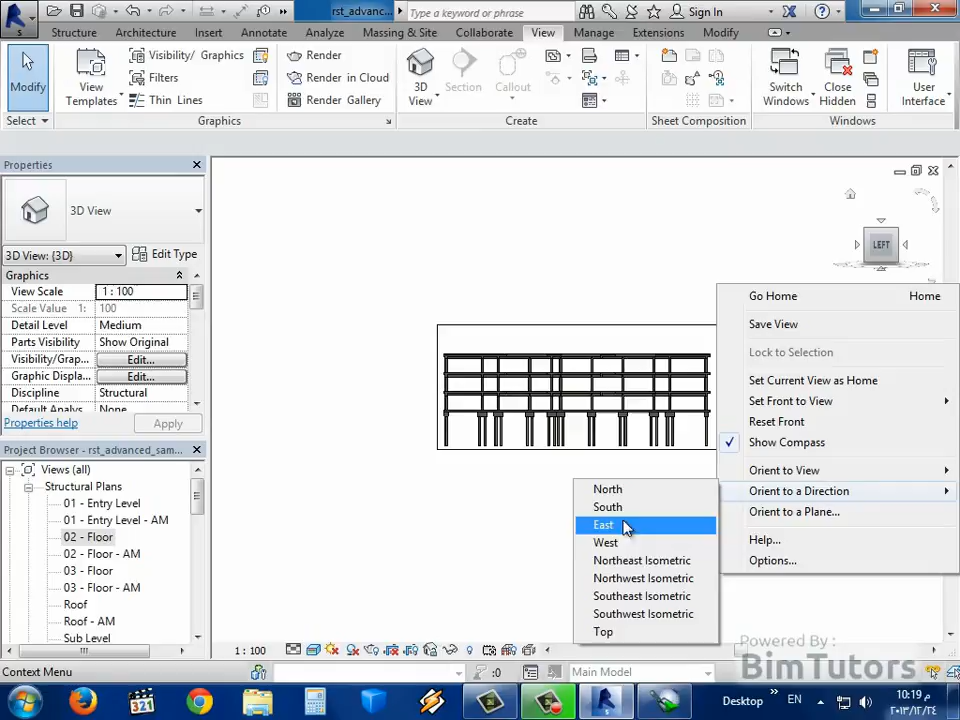 rst_advanc...
Type a keyword or phrase
Sign In
Structure
Architecture
Insert
Annotate
Analyze
Massing & Site
Collaborate
View
Manage
Extensions
Modify
Modify
View
Templates
Visibility/ Graphics
Filters
Thin Lines
Render
Render in Cloud
Render Gallery
3D
View
Section
Callout
Switch
Windows
Close
Hidden
User
Interface
Select
Graphics
Create
Sheet Composition
Windows
Properties
3D View
3D View: {3D}
Edit Type
Graphics
View Scale
1 : 100
Scale Value 1:
100
Detail Level
Medium
Parts Visibility
Show Original
Visibility/Grap...
Edit...
Graphic Displa...
Edit...
Discipline
Structural
Default Analys...
None
Properties help
Apply
Project Browser - rst_advanced_sam...
Views (all)
Structural Plans
01 - Entry Level
01 - Entry Level - AM
02 - Floor
02 - Floor - AM
03 - Floor
03 - Floor - AM
Roof
Roof - AM
Sub Level
LEFT
Go Home
Home
Save View
Lock to Selection
Set Current View as Home
Set Front to View
Reset Front
Show Compass
Orient to View
Orient to a Direction
Orient to a Plane...
Help...
Options...
North
South
East
West
Northeast Isometric
Northwest Isometric
Southeast Isometric
Southwest Isometric
Top
1 : 100
Context Menu
:0
Main Model
Powered By :
BimTutors
321
Desktop
EN
م 10:19
٢٠١٣/١٢/٢٤